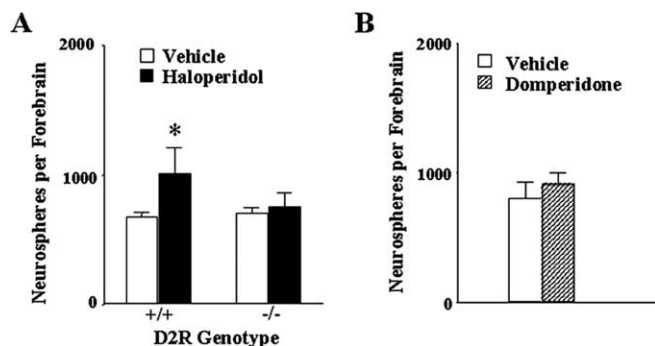 A
Neurospheres per Forebrain
2000
1000
0
Vehicle
Haloperidol
*
+/+
-/-
D2R Genotype
B
Neurospheres per Forebrain
2000
1000
0
Vehicle
Domperidone